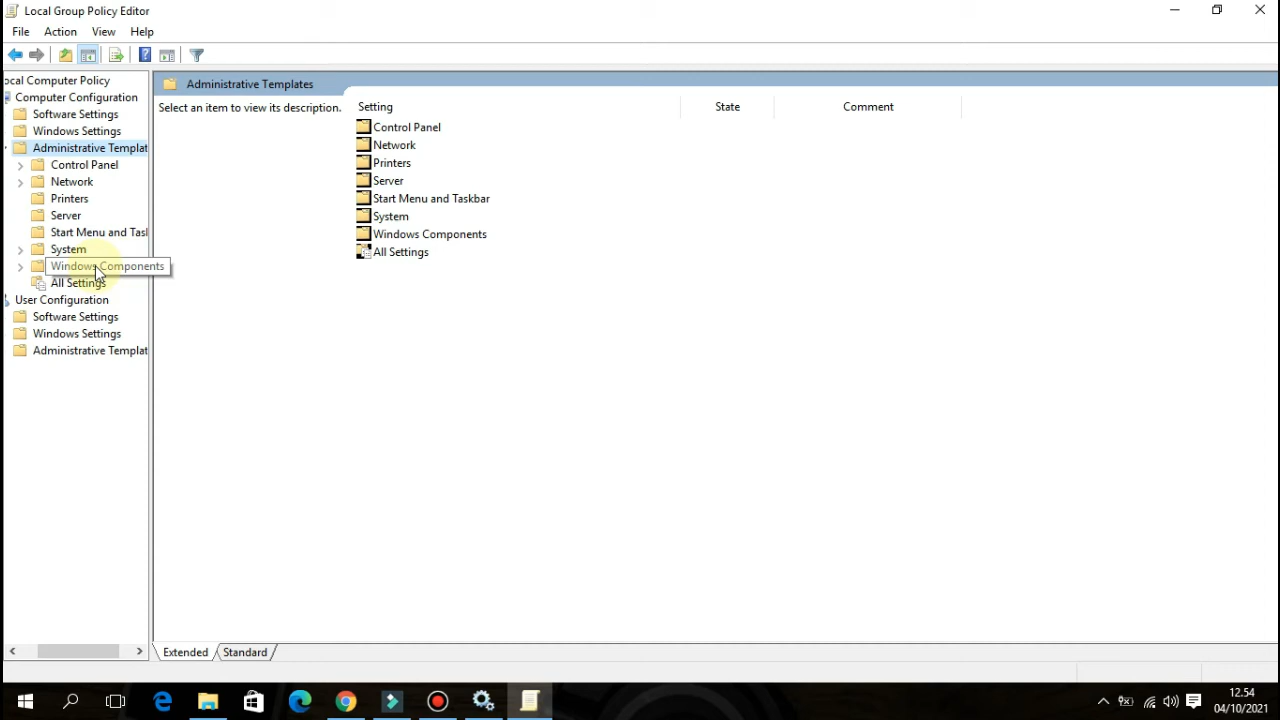 Local Group Policy Editor
File Action View Help
ocal Computer Policy
Computer Configuration
Software Settings
Windows Settings
Administrative Templat
Control Panel
Network
Printers
Server
Start Menu and Tasl
System
Windows Components
All Settings
User Configuration
Software Settings
Windows Settings
Administrative Templat
Administrative Templates
Select an item to view its description.
Setting State Comment
Control Panel
Network
Printers
Server
Start Menu and Taskbar
System
Windows Components
All Settings
Extended Standard
12.54
04/10/2021